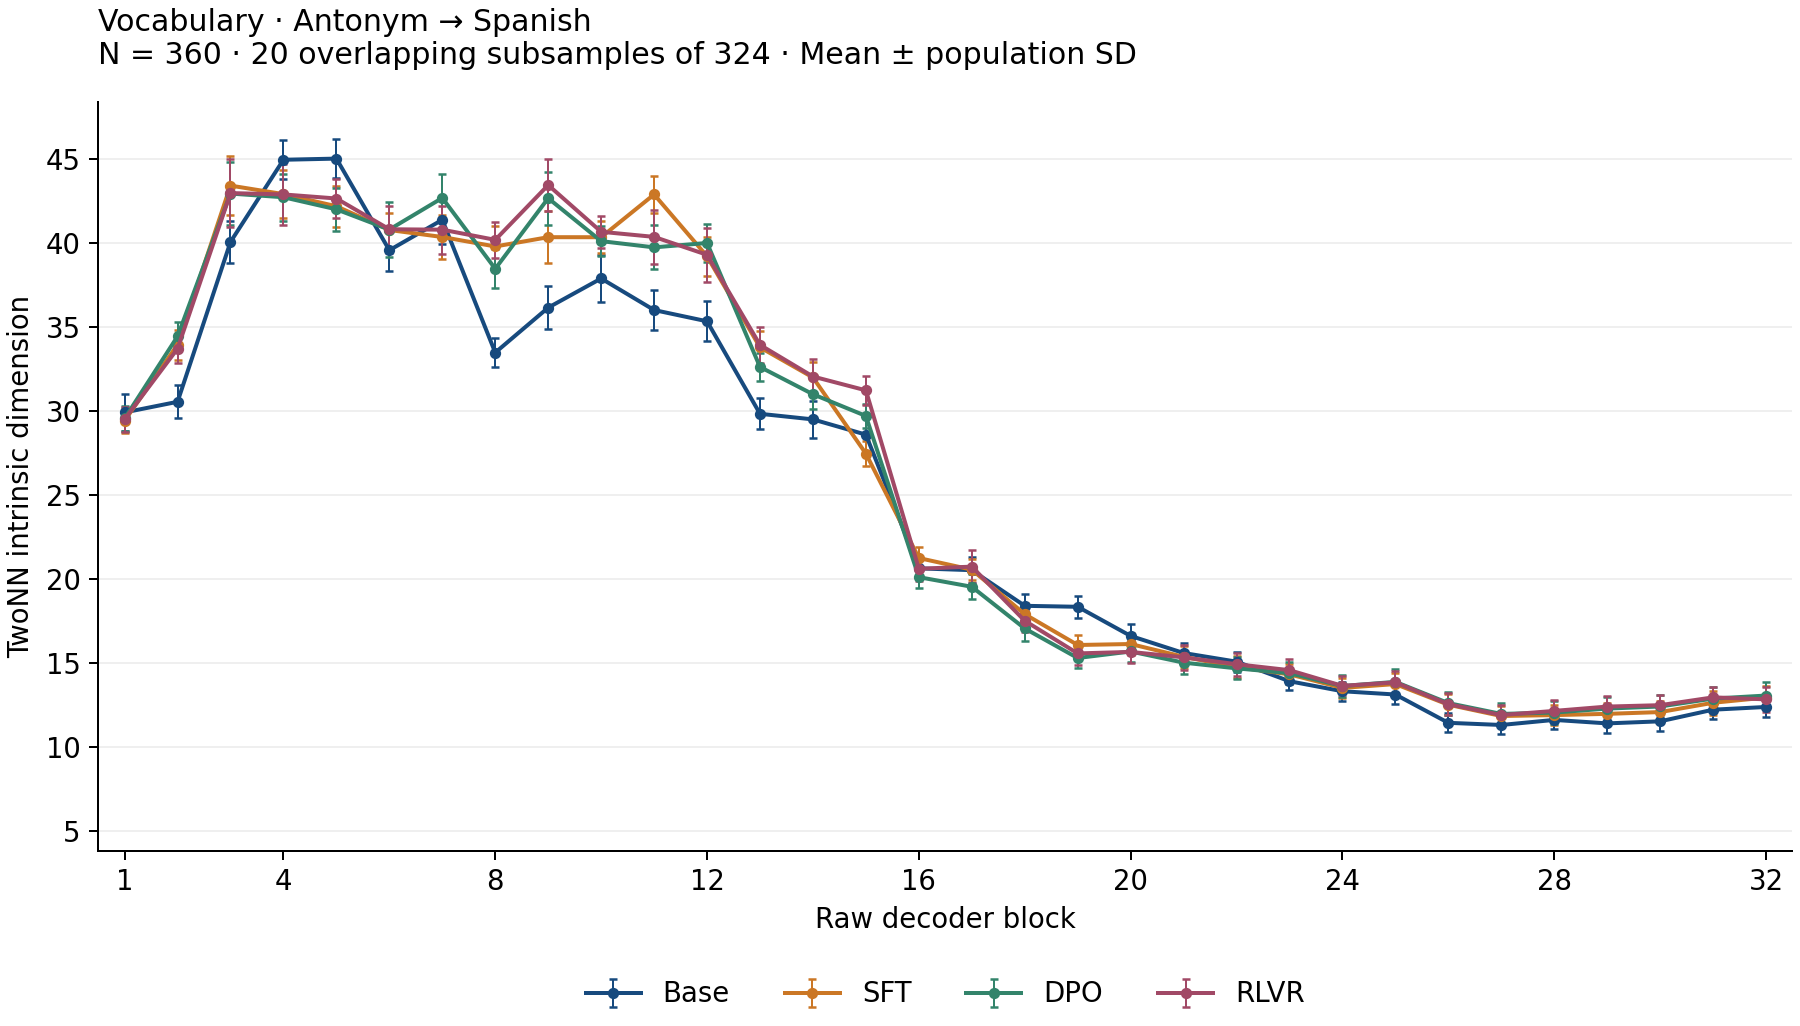 Vocabulary · Antonym → Spanish
N = 360 · 20 overlapping subsamples of 324 · Mean ± population SD
TwoNN intrinsic dimension
45
40
35
30
25
20
15
10
5
1 4 8 12 16 20 24 28 32
Raw decoder block
Base SFT DPO RLVR